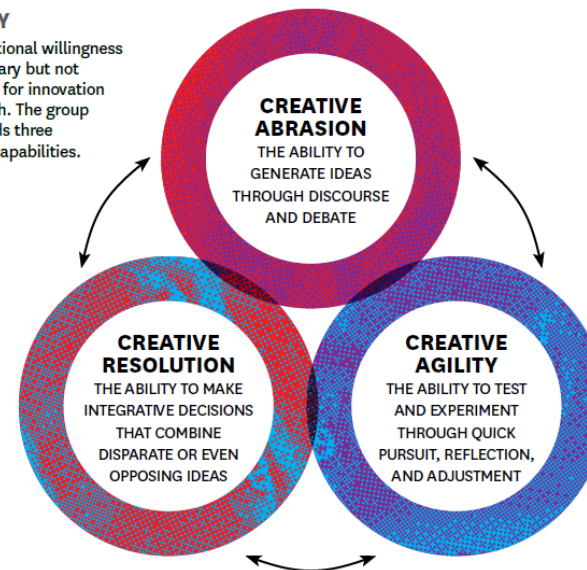 Y
tional willingness
ary but not
for innovation
h. The group
ds three
capabilities.
CREATIVE
ABRASION
THE ABILITY TO
GENERATE IDEAS
THROUGH DISCOURSE
AND DEBATE
CREATIVE
RESOLUTION
THE ABILITY TO MAKE
INTEGRATIVE DECISIONS
THAT COMBINE
DISPARATE OR EVEN
OPPOSING IDEAS
CREATIVE
AGILITY
THE ABILITY TO TEST
AND EXPERIMENT
THROUGH QUICK
PURSUIT, REFLECTION,
AND ADJUSTMENT